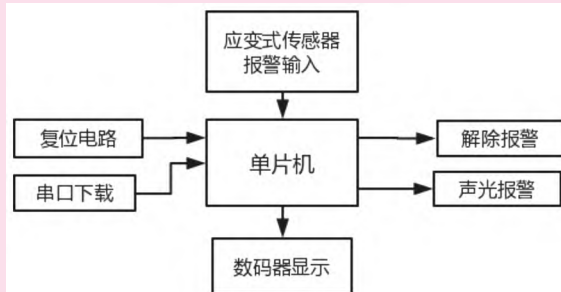 应变式传感器
报警输入
复位电路
串口下载
单片机
解除报警
声光报警
数码器显示